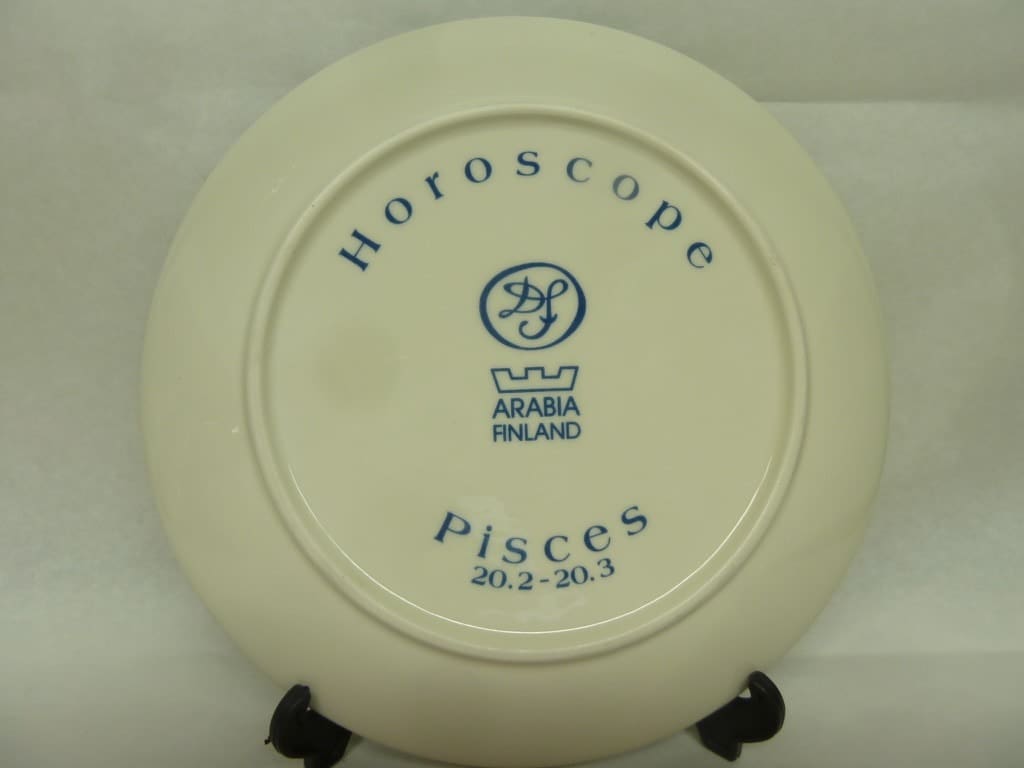 Horoscope
DF
ARABIA
FINLAND
Pisces
20.2-20.3